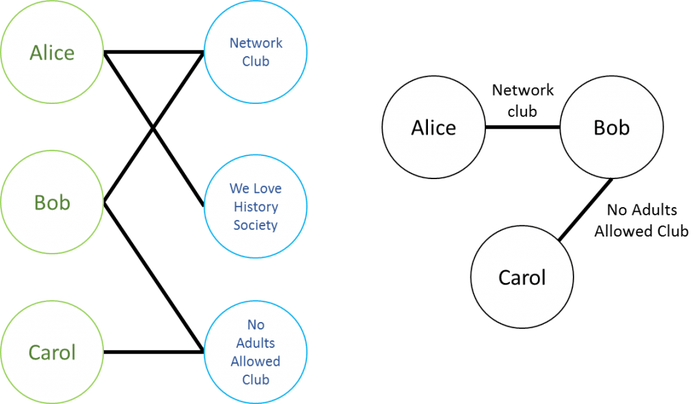 Alice
Network
Club
Bob
We Love
History
Society
Carol
No
Adults
Allowed
Club
Alice
Network
club
Bob
No Adults
Allowed Club
Carol